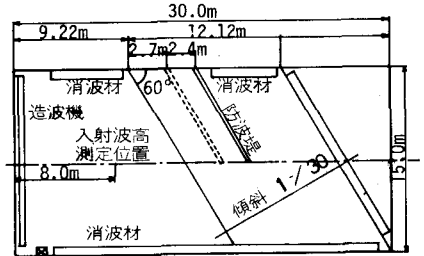 30.0m
9.22m
12.12m
2.7m
2.4m
消波材
消波材
60°
造波機
入射波高
測定位置
防波堤
8.0m
傾斜 1/30
15.0m
消波材